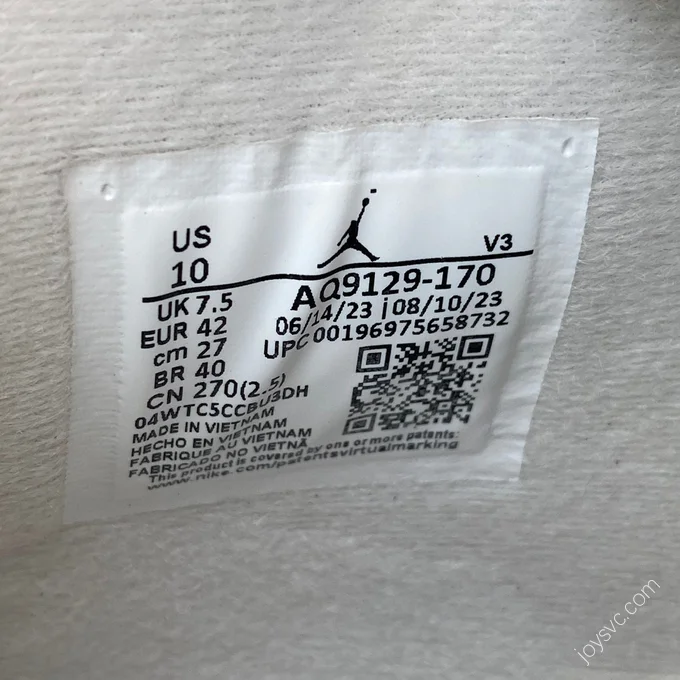 US
10
V3
AQ9129-170
UK 7.5
06/14/23 | 08/10/23
EUR 42
UPC 00196975658732
cm 27
BR 40
CN 270(2.5)
04WTC5CCBU3DH
MADE IN VIETNAM
HECHO EN VIETNAM
FABRIQUE AU VIETNAM
FABRICADO NO VIETNÃ
This product is covered by one or more patents:
www.nike.com/patentsvirtualmarking
joysvc.com